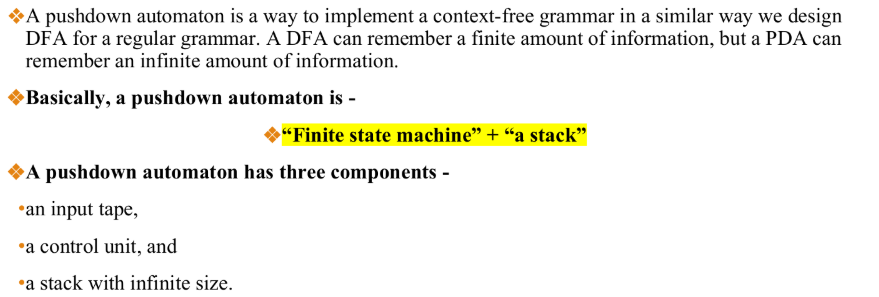 ❖A pushdown automaton is a way to implement a context-free grammar in a similar way we design
DFA for a regular grammar. A DFA can remember a finite amount of information, but a PDA can
remember an infinite amount of information.
❖Basically, a pushdown automaton is -
❖“Finite state machine” + “a stack”
❖A pushdown automaton has three components -
•an input tape,
•a control unit, and
•a stack with infinite size.